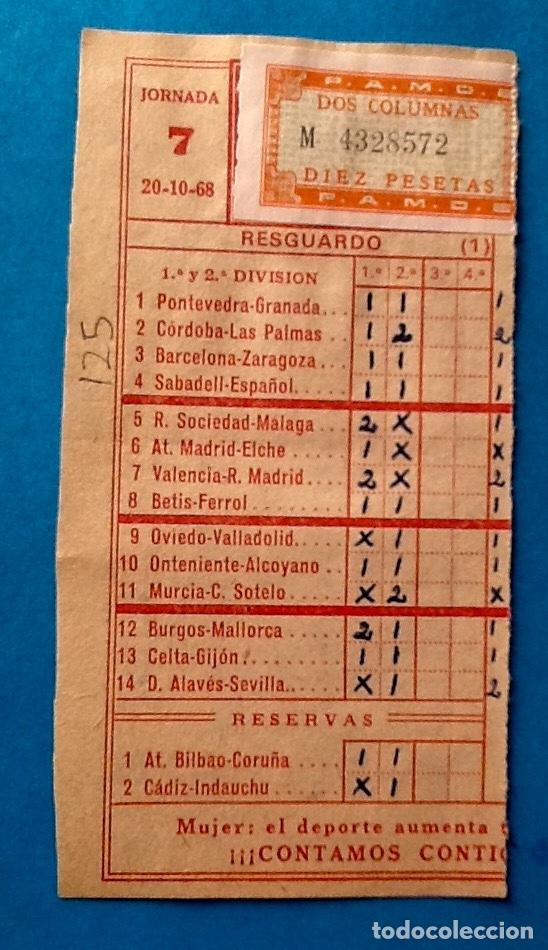 P.A.M.D.
DOS COLUMNAS
M 4328572
DIEZ PESETAS
P.A.M.D.
JORNADA
7
20-10-68
RESGUARDO (1)
1.ª y 2.ª DIVISION 1.ª 2.ª 3.ª 4.ª
1 Pontevedra-Granada... 1 1 1
2 Córdoba-Las Palmas .. 1 2 2
3 Barcelona-Zaragoza... 1 1 1
4 Sabadell-Español..... 1 1 1
5 R. Sociedad-Málaga ... 2 X 1
6 At. Madrid-Elche ..... 1 X X
7 Valencia-R. Madrid.... 2 X 2
8 Betis-Ferrol ......... 1 1 1
9 Oviedo-Valladolid..... X 1 1
10 Onteniente-Alcoyano .. 1 1 1
11 Murcia-C. Sotelo ..... X 2 X
12 Burgos-Mallorca ...... 2 1 1
13 Celta-Gijón.......... 1 1 1
14 D. Alavés-Sevilla..... X 1 2
RESERVAS
1 At. Bilbao-Coruña .... 1 1
2 Cádiz-Indauchu ....... X 1
Mujer: el deporte aumenta
¡¡¡CONTAMOS CONTIG
125
todocoleccion